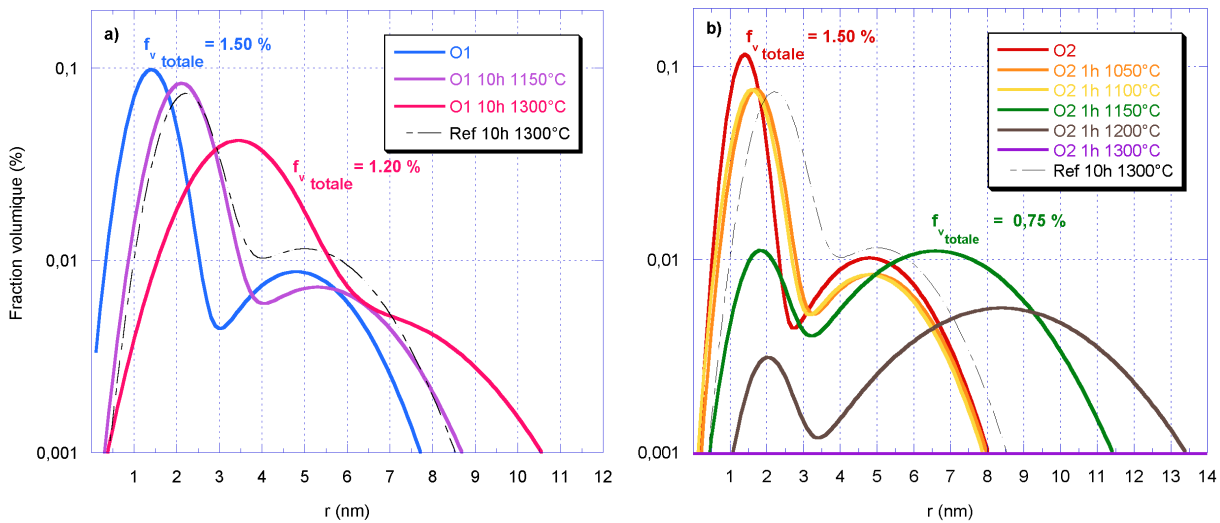 a)
f
v
totale
= 1.50 %
O1
O1 10h 1150°C
O1 10h 1300°C
Ref 10h 1300°C
f
v
totale
= 1.20 %
0,1
0,01
0,001
Fraction volumique (%)
1 2 3 4 5 6 7 8 9 10 11 12
r (nm)
b)
f
v
totale
= 1.50 %
O2
O2 1h 1050°C
O2 1h 1100°C
O2 1h 1150°C
O2 1h 1200°C
O2 1h 1300°C
Ref 10h 1300°C
f
v
totale
= 0,75 %
0,1
0,01
0,001
1 2 3 4 5 6 7 8 9 10 11 12 13 14
r (nm)